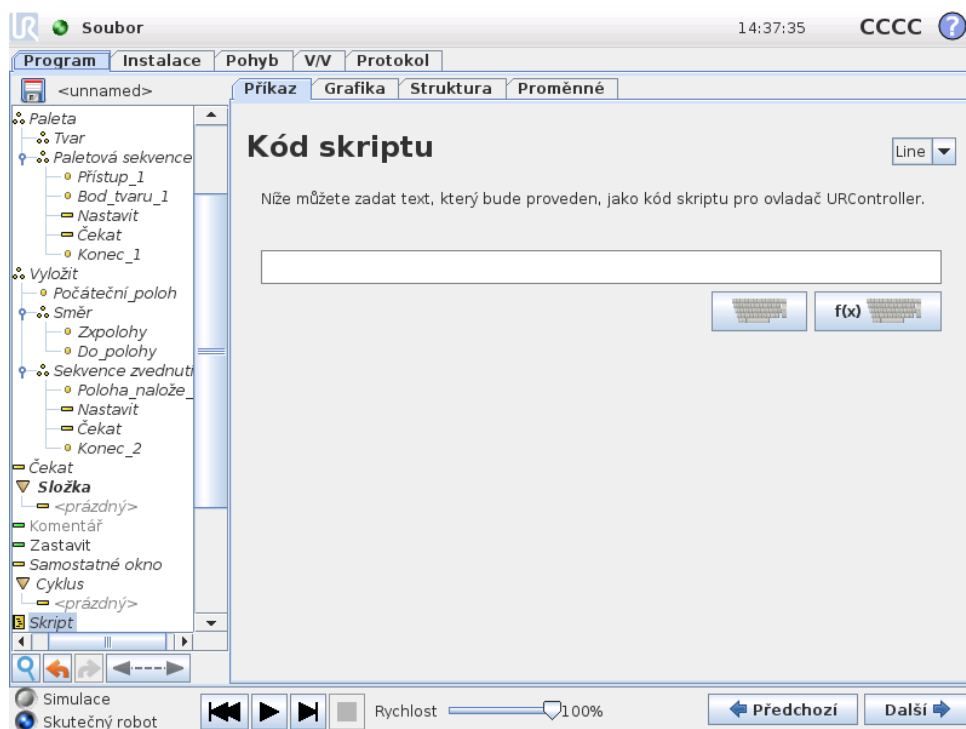 UR Soubor 14:37:35 CCCC ?
Program Instalace Pohyb V/V Protokol
<unnamed>
Příkaz Grafika Struktura Proměnné
Paleta
Tvar
Paletová sekvence
Přístup_1
Bod_tvaru_1
Nastavit
Čekat
Konec_1
Vyložit
Počáteční_poloh
Směr
Zxpolohy
Do_polohy
Sekvence zvednutí
Poloha_nalože_
Nastavit
Čekat
Konec_2
Čekat
Složka
<prázdný>
Komentář
Zastavit
Samostatné okno
Cyklus
<prázdný>
Skript
Kód skriptu
Line
Níže můžete zadat text, který bude proveden, jako kód skriptu pro ovladač URController.
f(x)
Simulace
Skutečný robot
Rychlost 100%
Předchozí Další